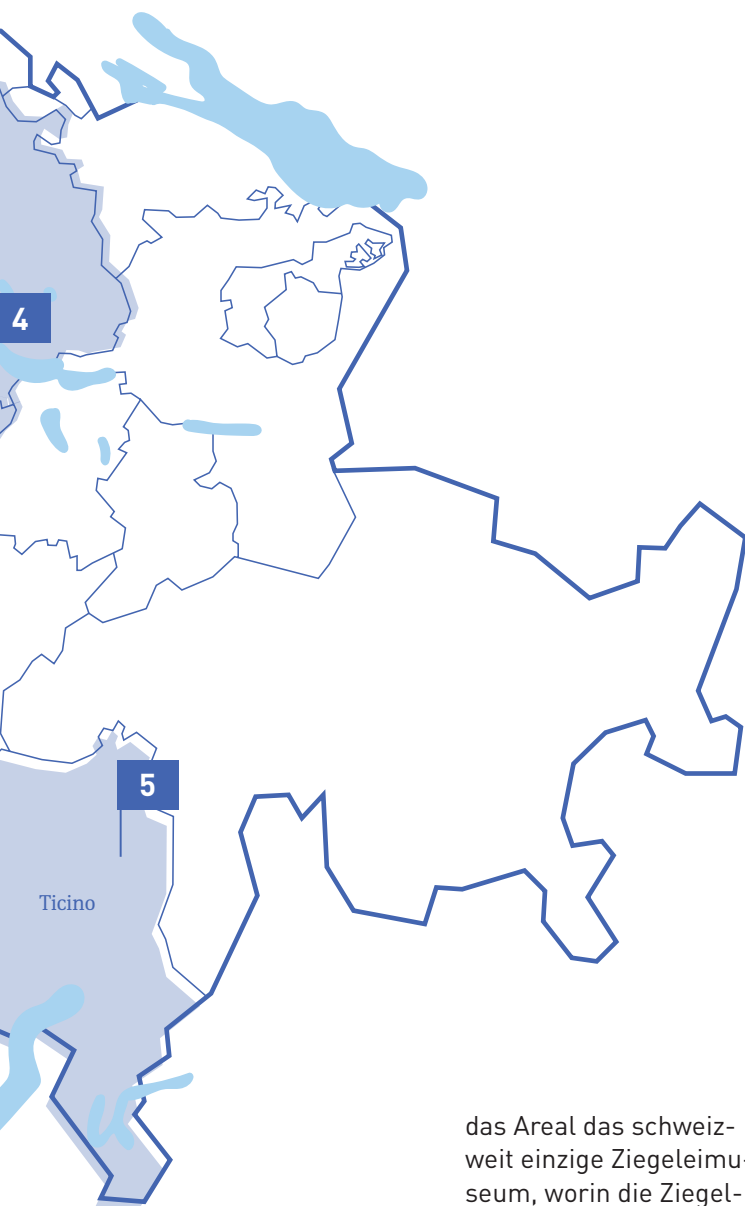 4
5
Ticino
das Areal das schweiz-
weit einzige Ziegeleimu-
seum, worin die Ziegel-